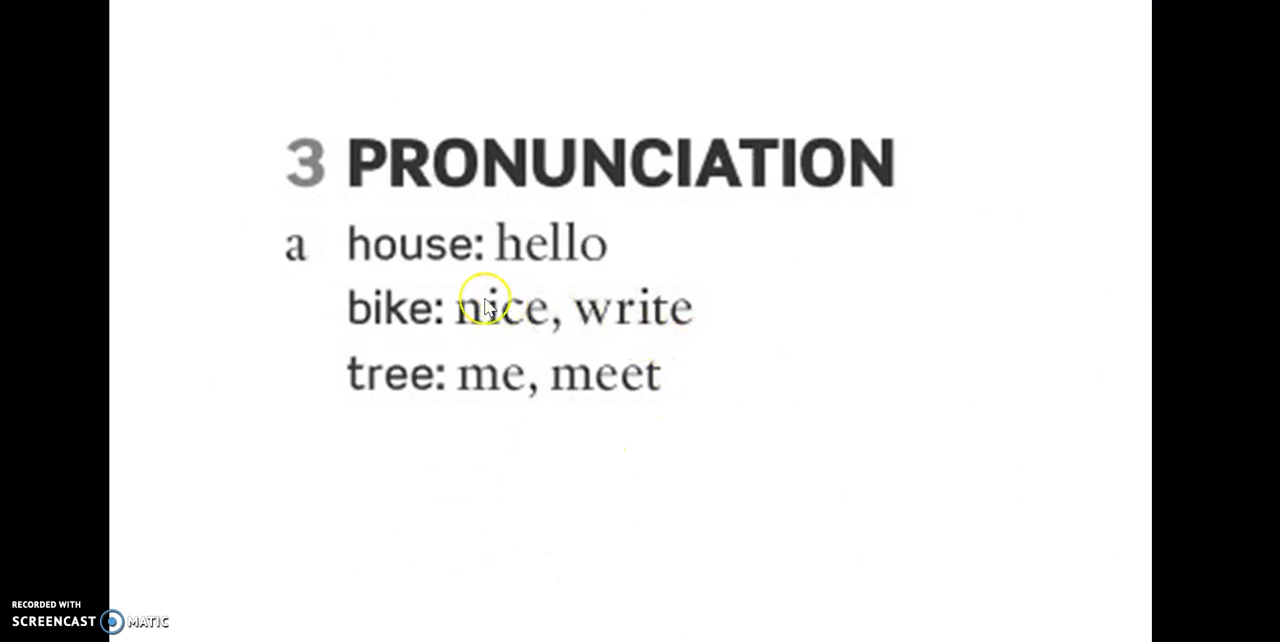 3 PRONUNCIATION
a house: hello
bike: nice, write
tree: me, meet
RECORDED WITH
SCREENCAST MATIC